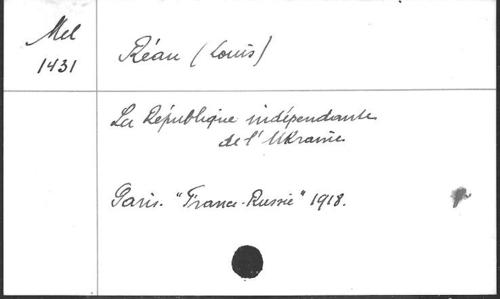 Mel
1431
Réau (Louis)
La République indépendante
de l'Ukraine
Paris. "France-Russie" 1918.